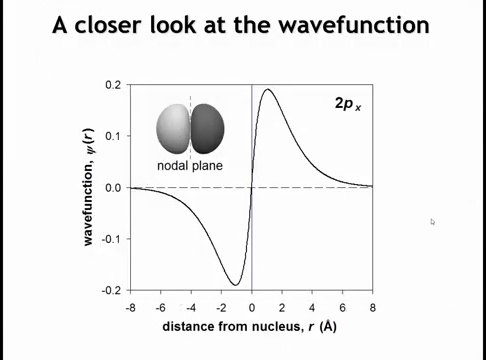 A closer look at the wavefunction
0.2
2pₓ
0.1
nodal plane
wavefunction, ψ(r)
0.0
-0.1
-0.2
-8 -6 -4 -2 0 2 4 6 8
distance from nucleus, r (Å)